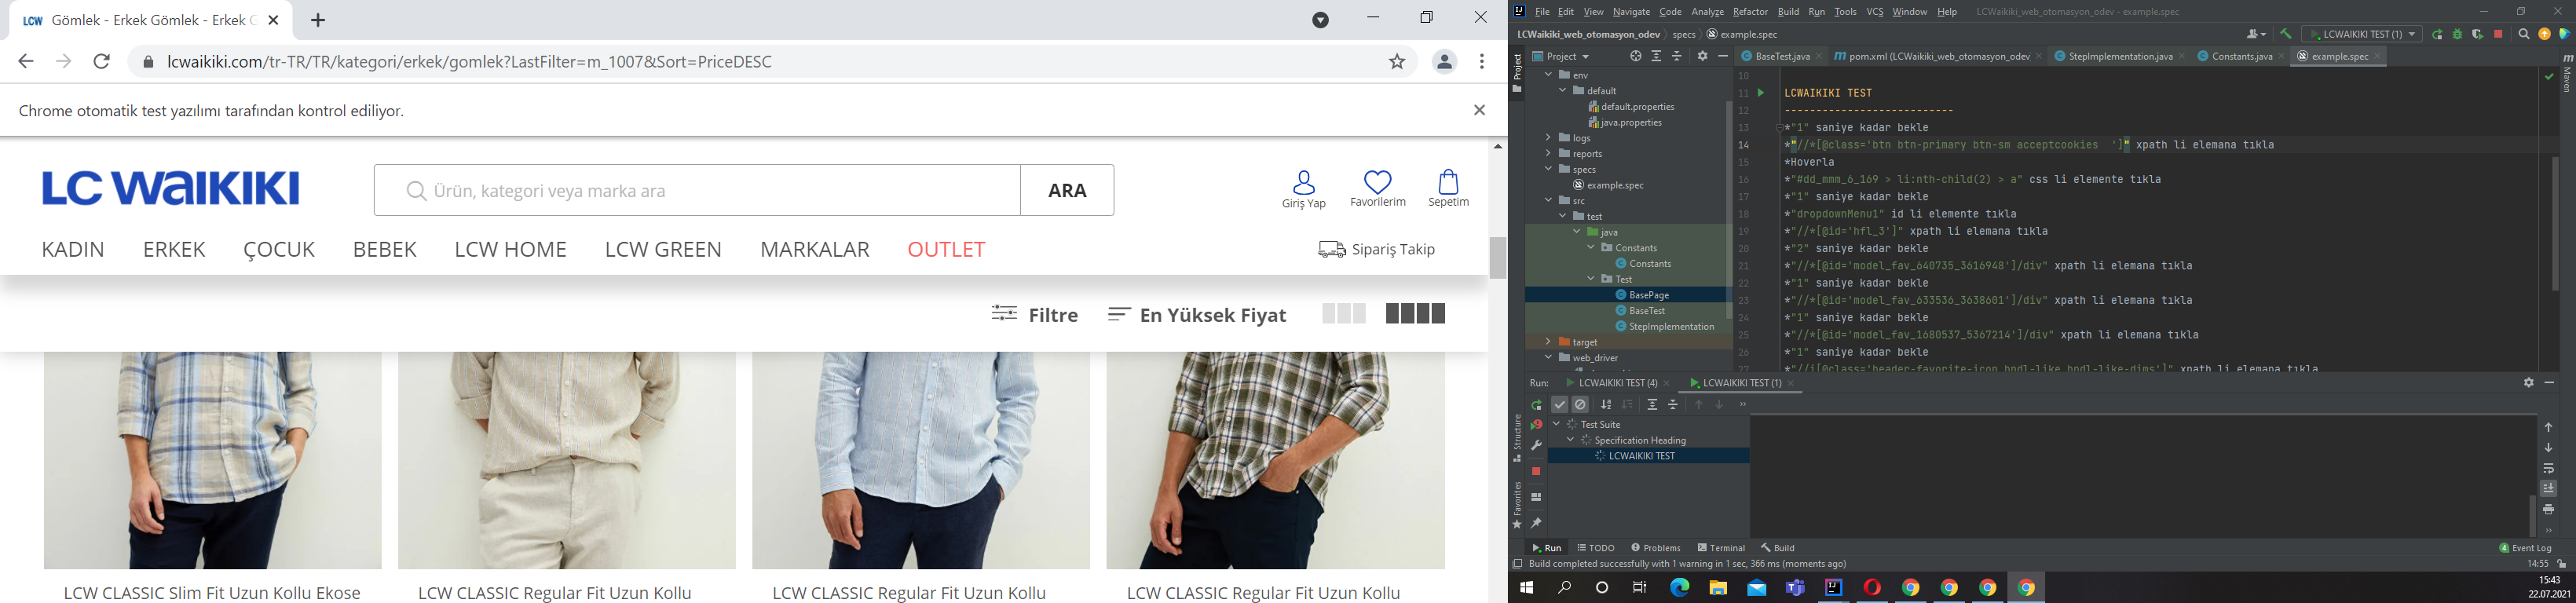 LCW Gömlek - Erkek Gömlek - Erkek G
lcwaikiki.com/tr-TR/TR/kategori/erkek/gomlek?LastFilter=m_1007&Sort=PriceDESC
Chrome otomatik test yazılımı tarafından kontrol ediliyor.
LC WAIKIKI
Ürün, kategori veya marka ara
ARA
Giriş Yap
Favorilerim
Sepetim
KADIN ERKEK ÇOCUK BEBEK LCW HOME LCW GREEN MARKALAR OUTLET
Sipariş Takip
Filtre
En Yüksek Fiyat
LCW CLASSIC Slim Fit Uzun Kollu Ekose
LCW CLASSIC Regular Fit Uzun Kollu
LCW CLASSIC Regular Fit Uzun Kollu
LCW CLASSIC Regular Fit Uzun Kollu
File Edit View Navigate Code Analyze Refactor Build Run Tools VCS Window Help LCWaikiki_web_otomasyon_odev - example.spec
LCWaikiki_web_otomasyon_odev specs example.spec
LCWAIKIKI TEST (1)
Project
BaseTest.java pom.xml (LCWaikiki_web_otomasyon_odev) StepImplementation.java Constants.java example.spec
Project
Maven
env
default
default.properties
java.properties
logs
reports
specs
example.spec
src
test
java
Constants
Constants
Test
BasePage
BaseTest
StepImplementation
target
web_driver
10
11 LCWAIKIKI TEST
12 ---------------------------
13 *"1" saniye kadar bekle
14 *"//*[@class='btn btn-primary btn-sm acceptcookies  ']" xpath li elemana tıkla
15 *Hoverla
16 *"#dd_mmm_6_169 > li:nth-child(2) > a" css li elemente tıkla
17 *"1" saniye kadar bekle
18 *"dropdownMenu1" id li elemente tıkla
19 *"//*[@id='hfl_3']" xpath li elemana tıkla
20 *"2" saniye kadar bekle
21 *"//*[@id='model_fav_640735_3616948']/div" xpath li elemana tıkla
22 *"1" saniye kadar bekle
23 *"//*[@id='model_fav_633536_3638601']/div" xpath li elemana tıkla
24 *"1" saniye kadar bekle
25 *"//*[@id='model_fav_1680537_5367214']/div" xpath li elemana tıkla
26 *"1" saniye kadar bekle
27 *"//i[@class='header-favorite-icon bndl-like bndl-like-dims']" xpath li elemana tıkla
Run: LCWAIKIKI TEST (4) LCWAIKIKI TEST (1)
Test Suite
Specification Heading
LCWAIKIKI TEST
Structure
Favorites
Run TODO Problems Terminal Build
4 Event Log
Build completed successfully with 1 warning in 1 sec, 366 ms (moments ago)
14:55
15:43
22.07.2021